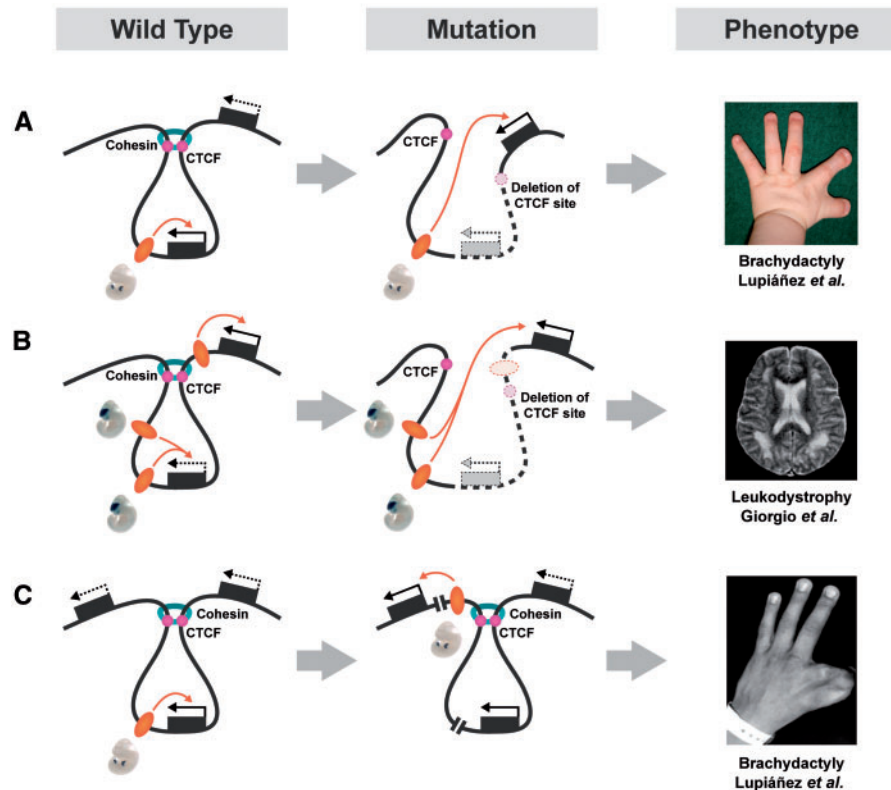 Wild Type
Mutation
Phenotype
A
Cohesin
CTCF
CTCF
Deletion of
CTCF site
Brachydactyly
Lupiáñez et al.
B
Cohesin
CTCF
CTCF
Deletion of
CTCF site
Leukodystrophy
Giorgio et al.
C
Cohesin
CTCF
Cohesin
CTCF
Brachydactyly
Lupiáñez et al.